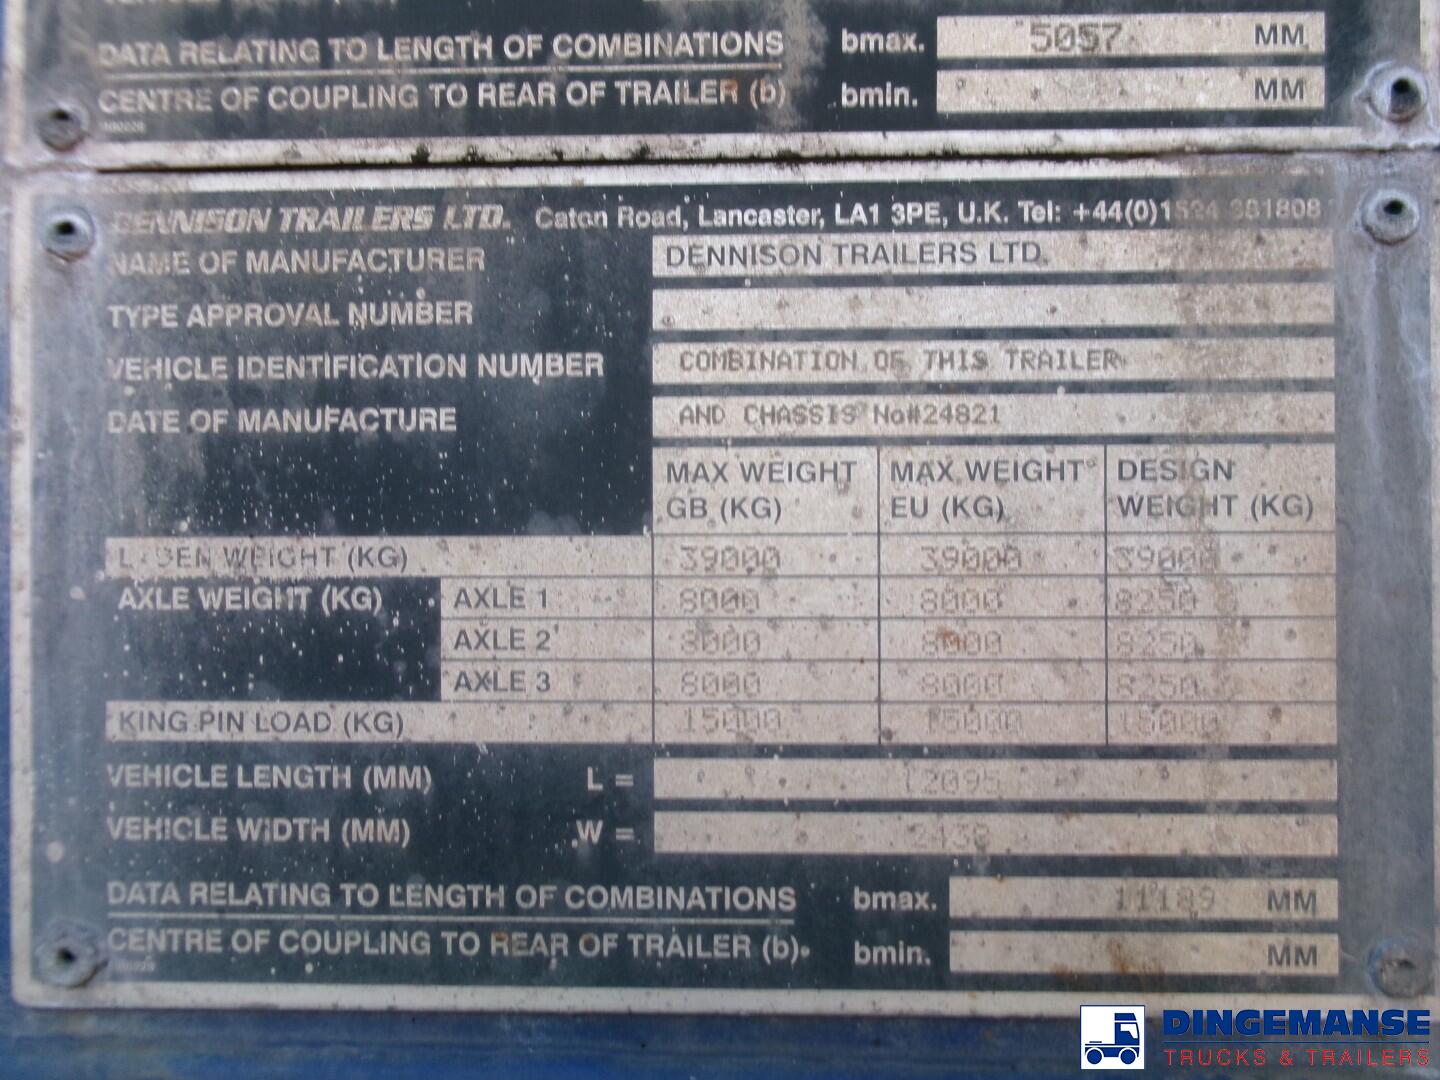 DATA RELATING TO LENGTH OF COMBINATIONS bmax. 5057 MM
CENTRE OF COUPLING TO REAR OF TRAILER (b) bmin. MM
DENNISON TRAILERS LTD. Caton Road, Lancaster, LA1 3PE, U.K. Tel: +44(0)1524 381808
NAME OF MANUFACTURER DENNISON TRAILERS LTD.
TYPE APPROVAL NUMBER
VEHICLE IDENTIFICATION NUMBER COMBINATION OF THIS TRAILER
DATE OF MANUFACTURE AND CHASSIS No#24821
MAX WEIGHT GB (KG) MAX WEIGHT EU (KG) DESIGN WEIGHT (KG)
LADEN WEIGHT (KG) 39000 39000 39000
AXLE WEIGHT (KG) AXLE 1 8000 8000 8250
AXLE 2 8000 8000 8250
AXLE 3 8000 8000 8250
KING PIN LOAD (KG) 15000 15000 15000
VEHICLE LENGTH (MM) L = 12095
VEHICLE WIDTH (MM) W = 2430
DATA RELATING TO LENGTH OF COMBINATIONS bmax. 11189 MM
CENTRE OF COUPLING TO REAR OF TRAILER (b) bmin. MM
DINGEMANSE
TRUCKS & TRAILERS